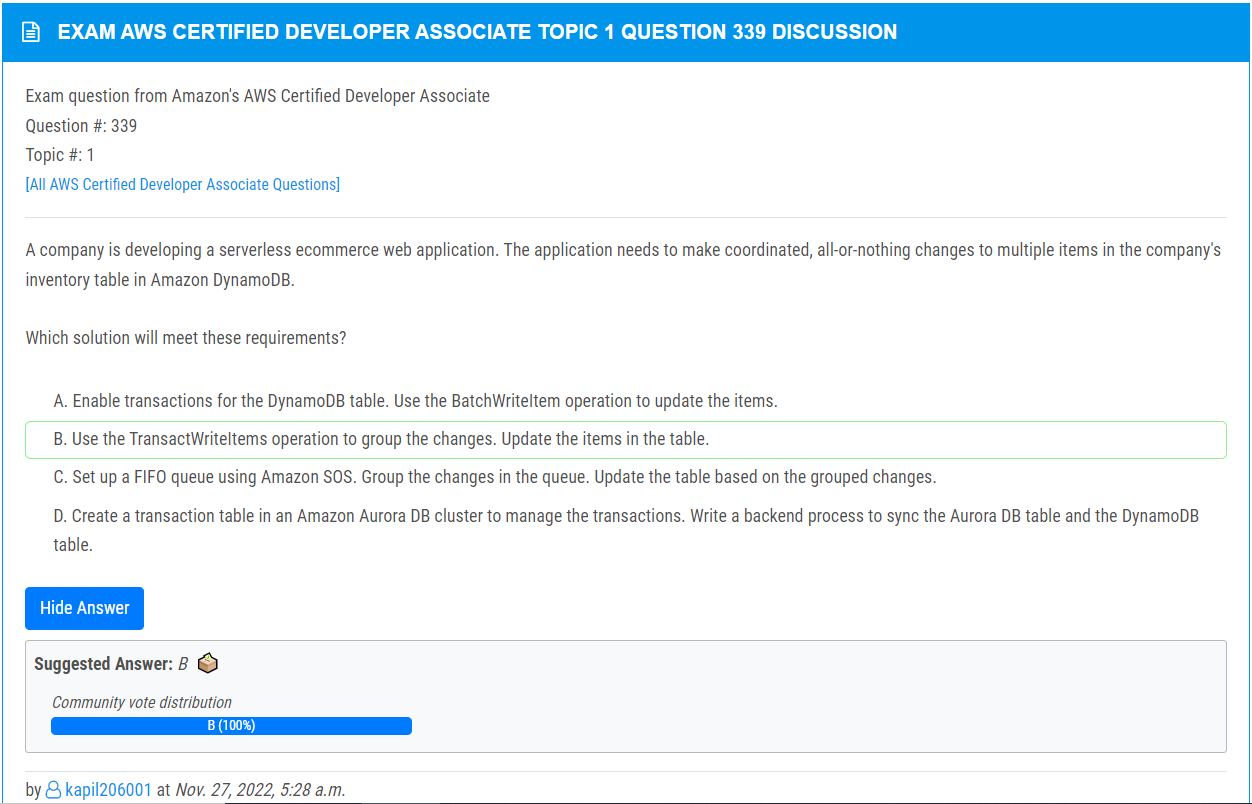 EXAM AWS CERTIFIED DEVELOPER ASSOCIATE TOPIC 1 QUESTION 339 DISCUSSION
Exam question from Amazon's AWS Certified Developer Associate
Question #: 339
Topic #: 1
[All AWS Certified Developer Associate Questions]
A company is developing a serverless ecommerce web application. The application needs to make coordinated, all-or-nothing changes to multiple items in the company's
inventory table in Amazon DynamoDB.
Which solution will meet these requirements?
A. Enable transactions for the DynamoDB table. Use the BatchWriteItem operation to update the items.
B. Use the TransactWriteItems operation to group the changes. Update the items in the table.
C. Set up a FIFO queue using Amazon SOS. Group the changes in the queue. Update the table based on the grouped changes.
D. Create a transaction table in an Amazon Aurora DB cluster to manage the transactions. Write a backend process to sync the Aurora DB table and the DynamoDB
table.
Hide Answer
Suggested Answer: B
Community vote distribution
B (100%)
by kapil206001 at Nov. 27, 2022, 5:28 a.m.